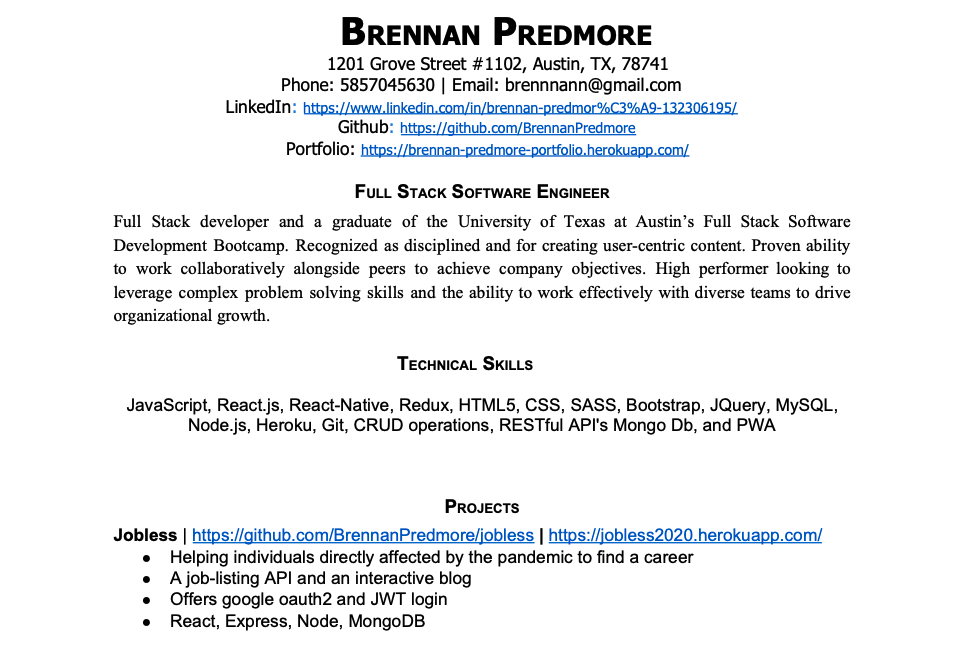 BRENNAN PREDMORE
1201 Grove Street #1102, Austin, TX, 78741
Phone: 5857045630 | Email: brennnann@gmail.com
LinkedIn: https://www.linkedin.com/in/brennan-predmor%C3%A9-132306195/
Github: https://github.com/BrennanPredmore
Portfolio: https://brennan-predmore-portfolio.herokuapp.com/
FULL STACK SOFTWARE ENGINEER
Full Stack developer and a graduate of the University of Texas at Austin’s Full Stack Software
Development Bootcamp. Recognized as disciplined and for creating user-centric content. Proven ability
to work collaboratively alongside peers to achieve company objectives. High performer looking to
leverage complex problem solving skills and the ability to work effectively with diverse teams to drive
organizational growth.
TECHNICAL SKILLS
JavaScript, React.js, React-Native, Redux, HTML5, CSS, SASS, Bootstrap, JQuery, MySQL,
Node.js, Heroku, Git, CRUD operations, RESTful API's Mongo Db, and PWA
PROJECTS
Jobless | https://github.com/BrennanPredmore/jobless | https://jobless2020.herokuapp.com/
● Helping individuals directly affected by the pandemic to find a career
● A job-listing API and an interactive blog
● Offers google oauth2 and JWT login
● React, Express, Node, MongoDB